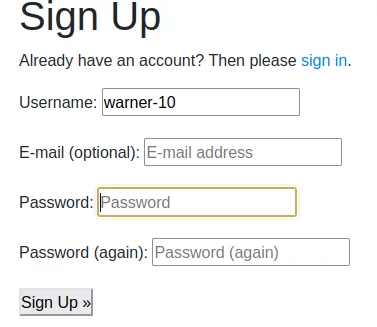 Sign Up
Already have an account? Then please sign in.
Username: warner-10
E-mail (optional): E-mail address
Password: Password
Password (again): Password (again)
Sign Up »